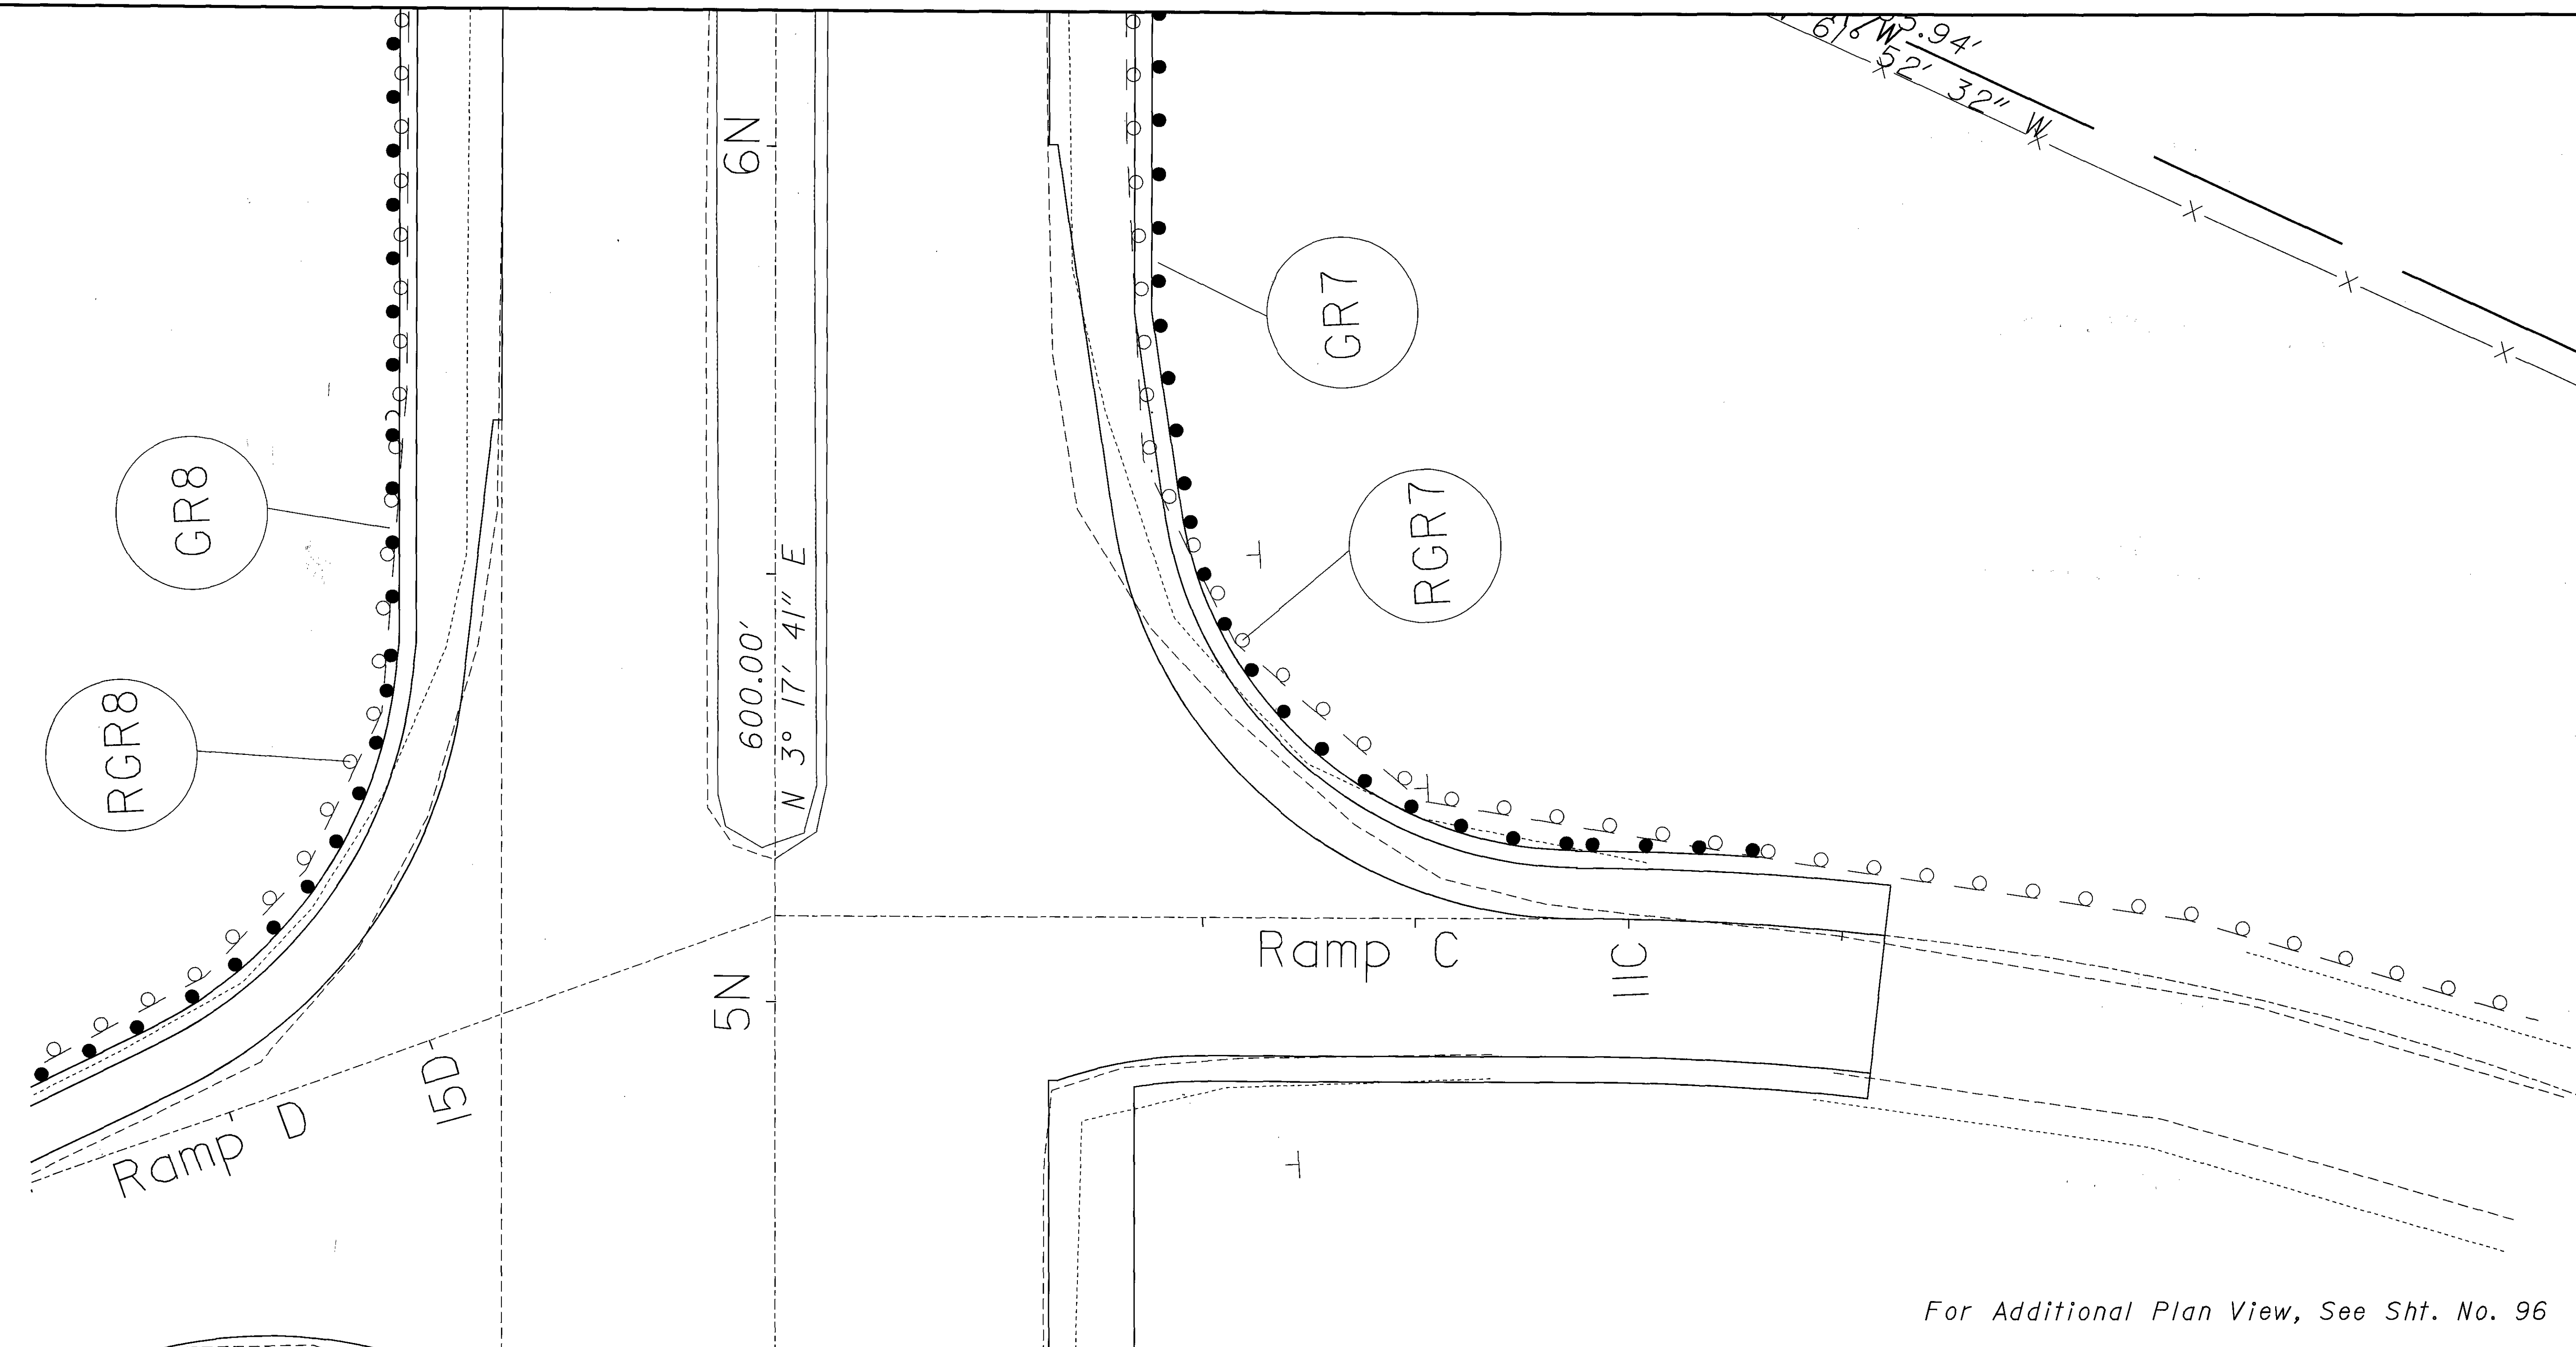 52' 32" W
6N
GR7
GR8
RGR7
600.00'
N 3° 17' 41" E
RGR8
Ramp C
11C
5N
15D
Ramp D
For Additional Plan View, See Sht. No. 96